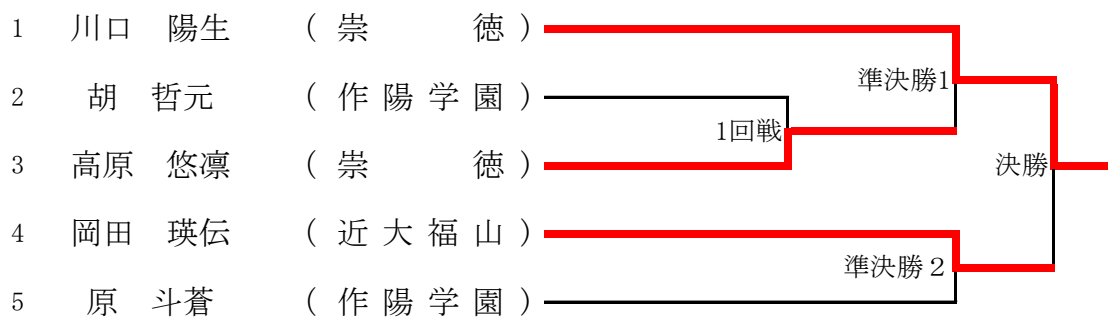 1 川口 陽生 ( 崇 徳 )
準決勝1
2 胡 哲元 ( 作 陽 学 園 )
1回戦
3 高原 悠凛 ( 崇 徳 )
決勝
4 岡田 瑛伝 ( 近 大 福 山 )
準決勝２
5 原 斗蒼 ( 作 陽 学 園 )